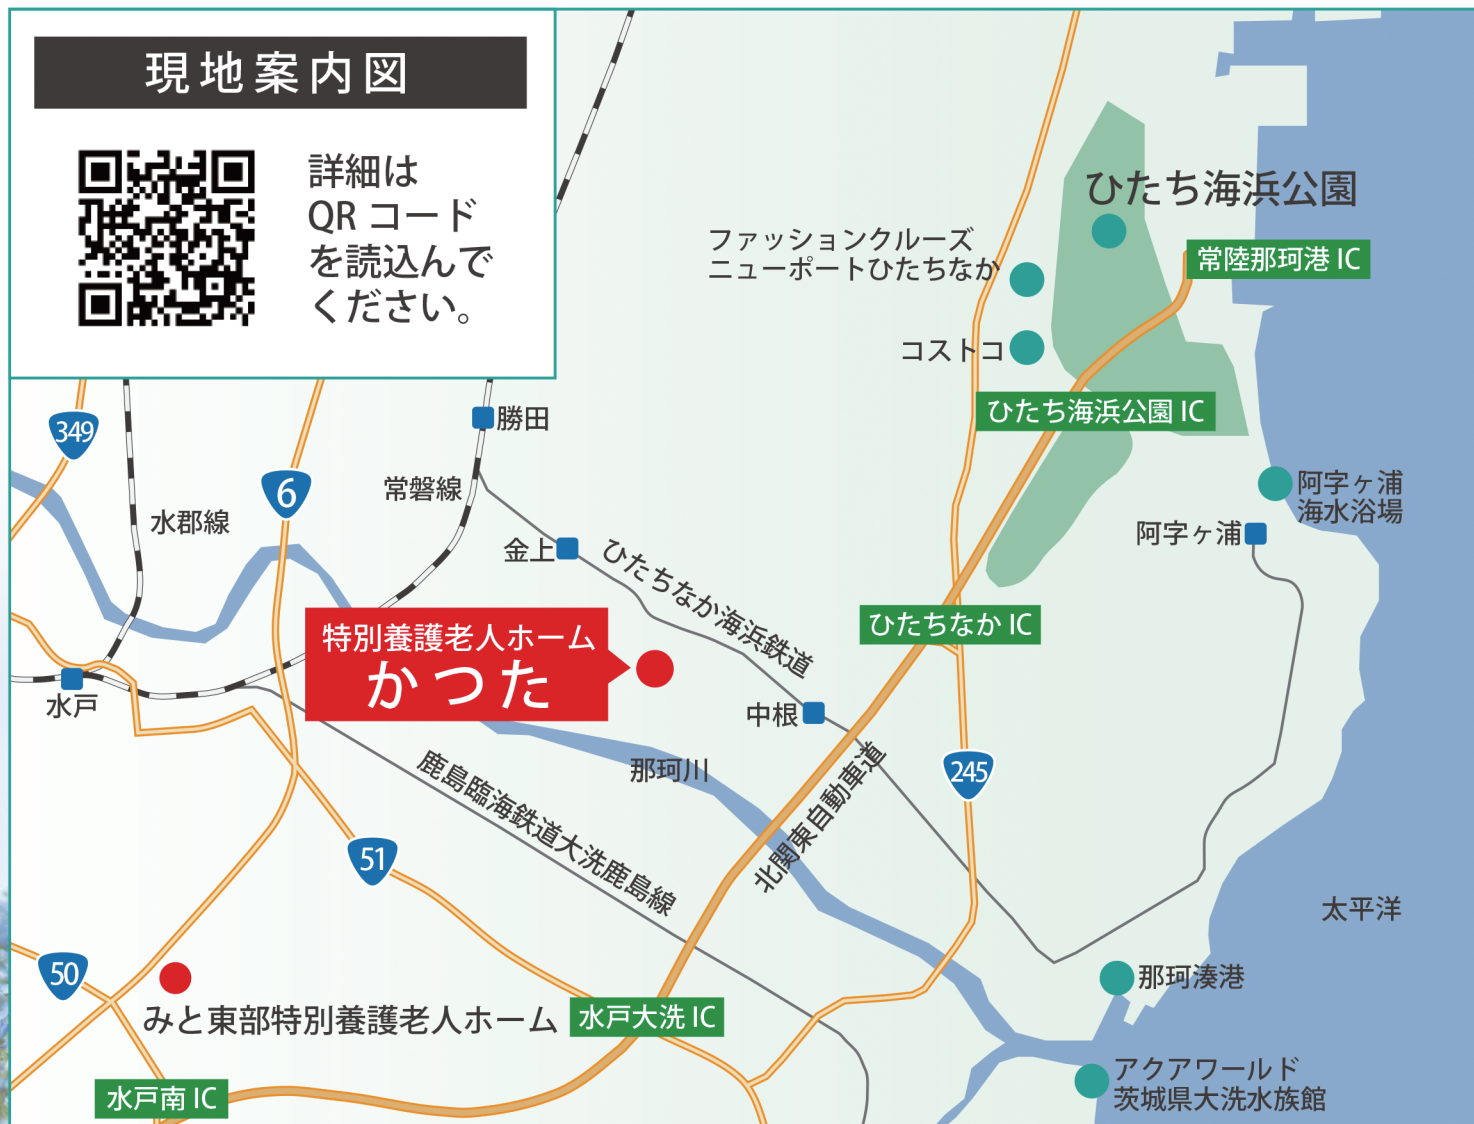 現地案内図
詳細は
QRコード
を読込んで
ください。
ひたち海浜公園
ファッションクルーズ
ニューポートひたちなか
常陸那珂港 IC
コストコ
ひたち海浜公園 IC
勝田
349
6
常磐線
水郡線
阿字ヶ浦
海水浴場
阿字ヶ浦
金上
ひたちなか海浜鉄道
ひたちなか IC
特別養護老人ホーム
かつた
水戸
中根
那珂川
245
鹿島臨海鉄道大洗鹿島線
北関東自動車道
51
太平洋
50
那珂湊港
みと東部特別養護老人ホーム
水戸大洗 IC
水戸南 IC
アクアワールド
茨城県大洗水族館